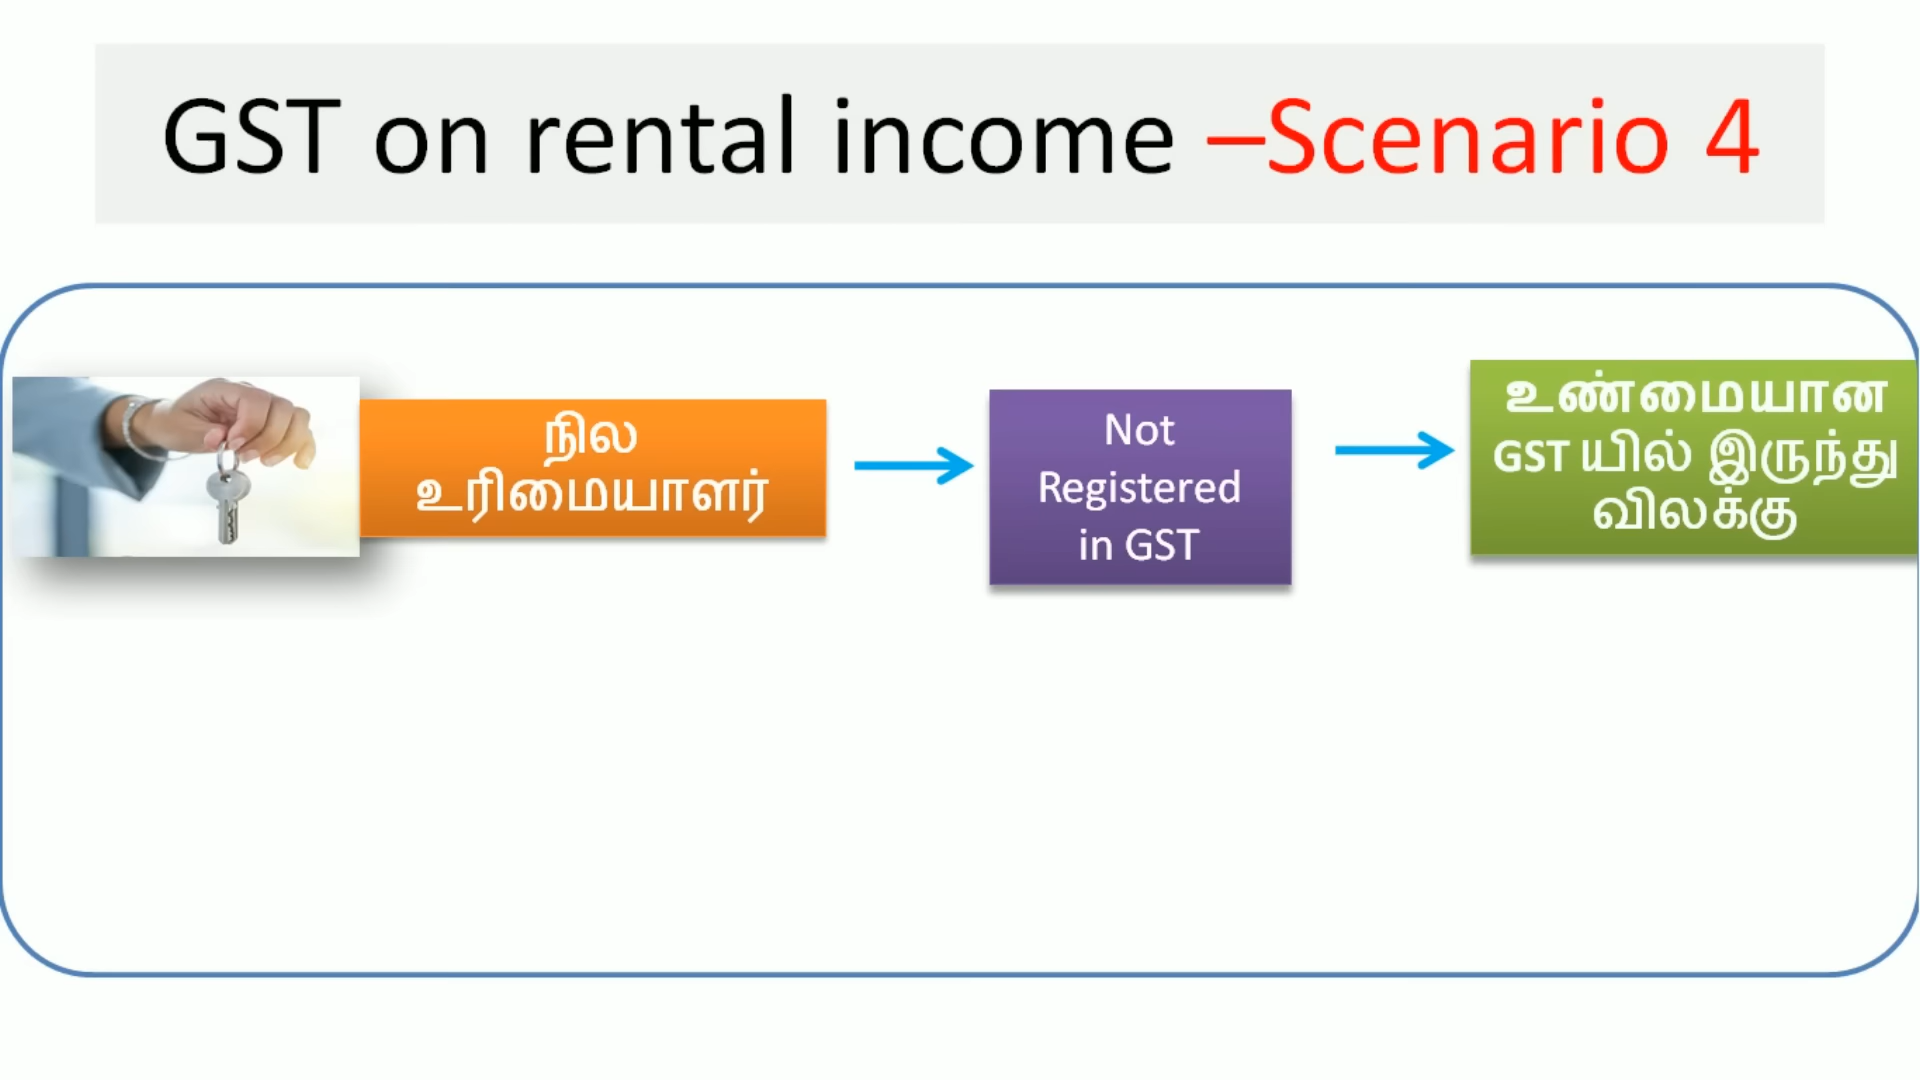 GST on rental income –Scenario 4
நில
உரிமையாளர்
Not
Registered
in GST
உண்மையான
GST யில் இருந்து
விலக்கு